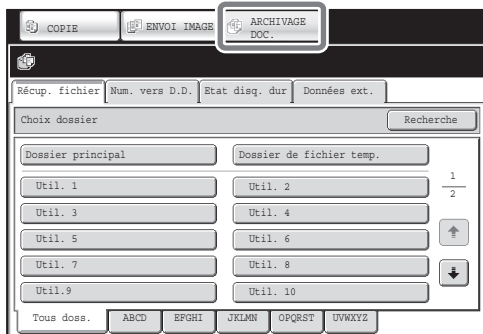 COPIE ENVOI IMAGE ARCHIVAGE
DOC.
Récup. fichier Num. vers D.D. Etat disq. dur Données ext.
Choix dossier Recherche
Dossier principal Dossier de fichier temp.
Util. 1 Util. 2
1
2
Util. 3 Util. 4
Util. 5 Util. 6
Util. 7 Util. 8
Util.9 Util. 10
Tous doss. ABCD EFGHI JKLMN OPQRST UVWXYZ